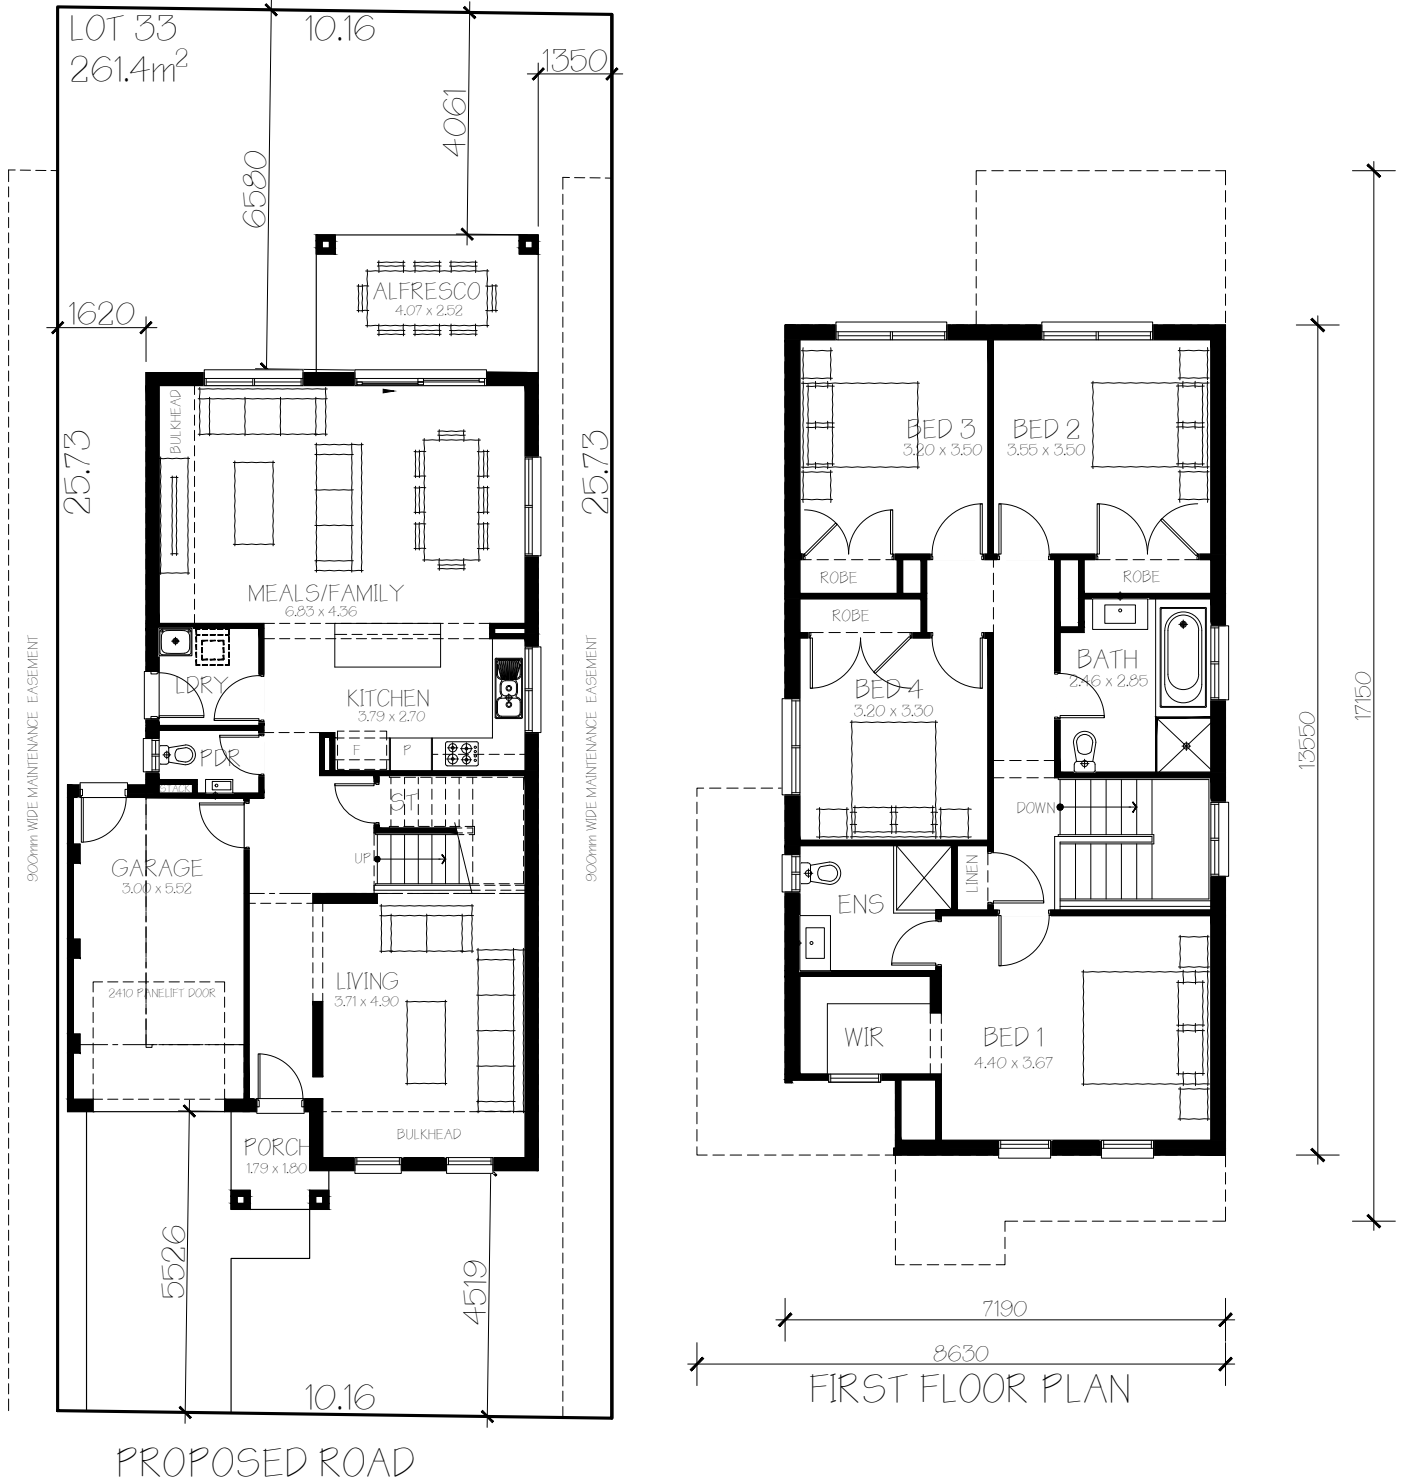 LOT 33
261.4m²
10.16
1350
4061
6580
1620
ALFRESCO
4.07 x 2.52
25.73
25.73
BULKHEAD
MEALS/FAMILY
6.83 x 4.36
LDRY
KITCHEN
3.79 x 2.70
PDR
F
P
STACK
ST
UP
GARAGE
3.00 x 5.52
900mm WIDE MAINTENANCE EASEMENT
900mm WIDE MAINTENANCE EASEMENT
LIVING
3.71 x 4.90
2410 PANELIFT DOOR
BULKHEAD
PORCH
1.79 x 1.80
5526
4519
10.16
PROPOSED ROAD
BED 3
3.20 x 3.50
BED 2
3.55 x 3.50
ROBE
ROBE
ROBE
BED 4
3.20 x 3.30
BATH
2.46 x 2.85
DOWN
LINEN
ENS
WIR
BED 1
4.40 x 3.67
13550
17150
7190
8630
FIRST FLOOR PLAN